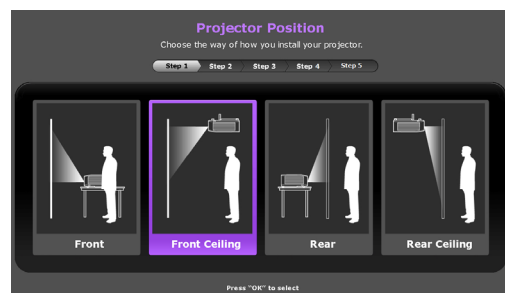 Projector Position
Choose the way of how you install your projector.
Step 1 Step 2 Step 3 Step 4 Step 5
Front Front Ceiling Rear Rear Ceiling
Press "OK" to select